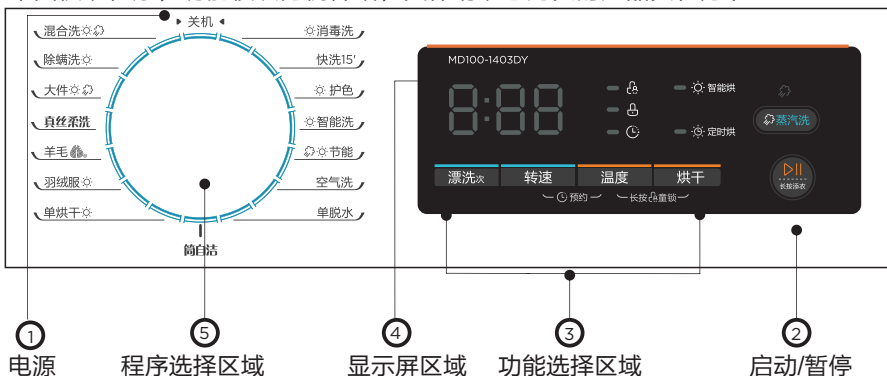 关机
混合洗
除螨洗
大件
真丝柔洗
羊毛
羽绒服
单烘干
筒自洁
消毒洗
快洗15'
护色
智能洗
节能
空气洗
单脱水
MD100-1403DY
8:88
智能烘
定时烘
蒸汽洗
漂洗次 转速 温度 烘干
预约 长按童锁
长按添衣
1 5 4 3 2
电源 程序选择区域 显示屏区域 功能选择区域 启动/暂停